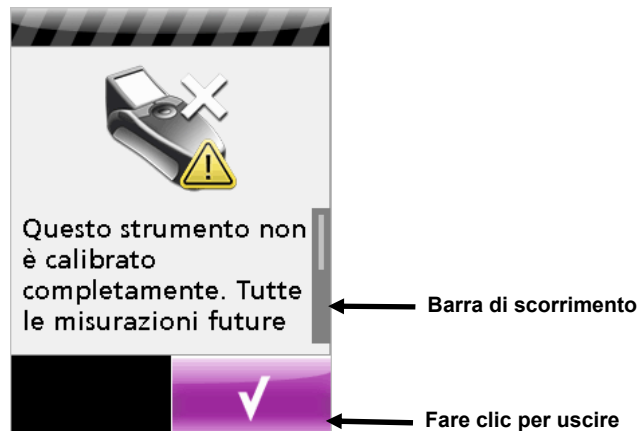 Questo strumento non
è calibrato
completamente. Tutte
le misurazioni future
Barra di scorrimento
Fare clic per uscire